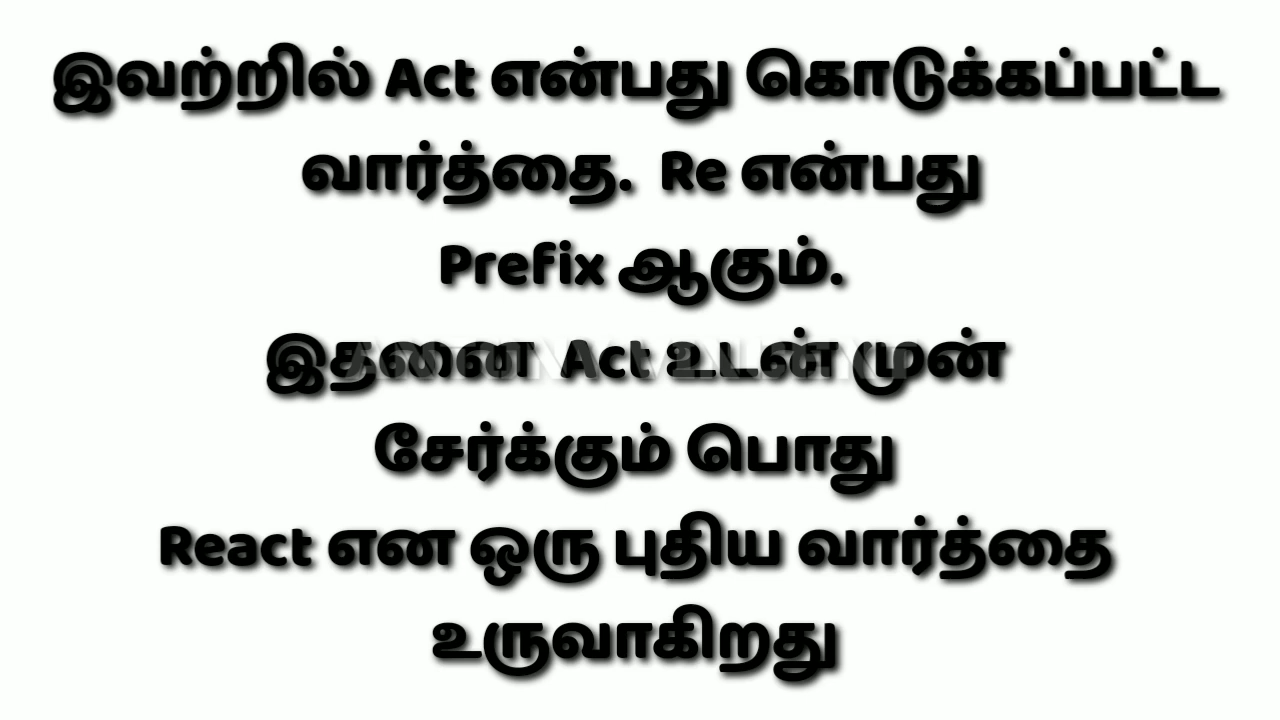 இவற்றில் Act என்பது கொடுக்கப்பட்ட
வார்த்தை. Re என்பது
Prefix ஆகும்.
இதனை Act உடன் முன்
சேர்க்கும் பொது
React என ஒரு புதிய வார்த்தை
உருவாகிறது